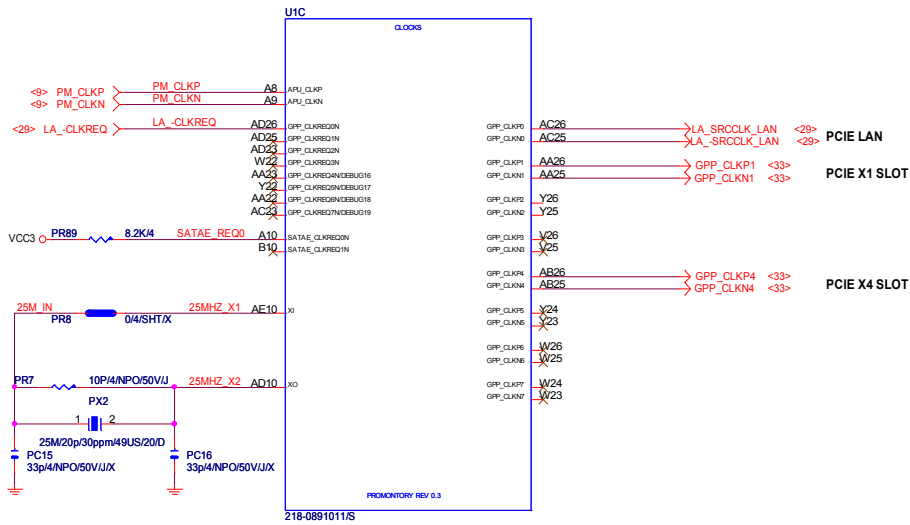 U1C
CLOCKS
<9> PM_CLKP PM_CLKP A8 APU_CLKP
<9> PM_CLKN PM_CLKN A9 APU_CLKN
<29> LA_-CLKREQ LA_-CLKREQ AD26 GPP_CLKREQ0N
AD25 GPP_CLKREQ1N
AD23 GPP_CLKREQ2N
W22 GPP_CLKREQ3N
AA23 GPP_CLKREQ4N/DEBUG16
Y22 GPP_CLKREQ5N/DEBUG17
AA22 GPP_CLKREQ6N/DEBUG18
AC23 GPP_CLKREQ7N/DEBUG19
VCC3 PR89 8.2K/4 SATAE_REQ0 A10 SATAE_CLKREQ0N
B10 SATAE_CLKREQ1N
25M_IN PR8 0/4/SHT/X 25MHZ_X1 AE10 XI
PR7 10P/4/NPO/50V/J 25MHZ_X2 AD10 XO
PX2
1 2
25M/20p/30ppm/49US/20/D
PC15
33p/4/NPO/50V/J/X
PC16
33p/4/NPO/50V/J/X
GPP_CLKP0 AC26 LA_SRCCLK_LAN <29>
GPP_CLKN0 AC25 LA_-SRCCLK_LAN <29>
PCIE LAN
GPP_CLKP1 AA26 GPP_CLKP1 <33>
GPP_CLKN1 AA25 GPP_CLKN1 <33>
PCIE X1 SLOT
GPP_CLKP2 Y26
GPP_CLKN2 Y25
GPP_CLKP3 V26
GPP_CLKN3 V25
GPP_CLKP4 AB26 GPP_CLKP4 <33>
GPP_CLKN4 AB25 GPP_CLKN4 <33>
PCIE X4 SLOT
GPP_CLKP5 Y24
GPP_CLKN5 Y23
GPP_CLKP6 W26
GPP_CLKN6 W25
GPP_CLKP7 W24
GPP_CLKN7 W23
PROMONTORY REV 0.3
218-0891011/S